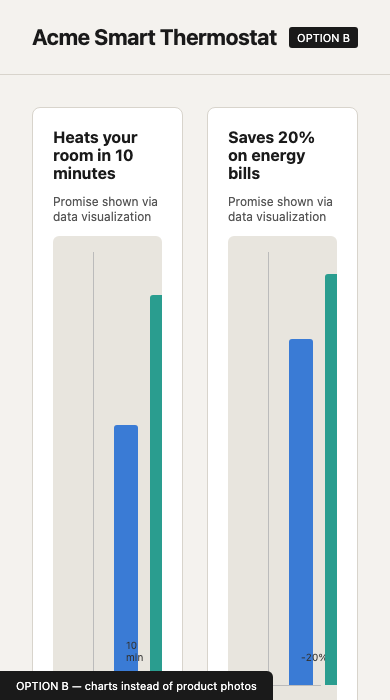 Acme Smart Thermostat
OPTION B
Heats your
room in 10
minutes
Promise shown via
data visualization
10
min
Saves 20%
on energy
bills
Promise shown via
data visualization
-20%
OPTION B — charts instead of product photos